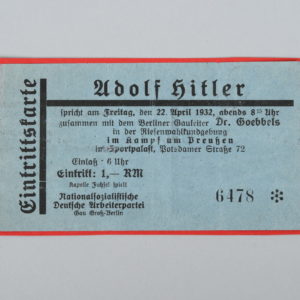 Eintrittskarte
Adolf Hitler
spricht am Freitag, den 22. April 1932, abends 8 Uhr
zusammen mit dem Berliner Gauleiter Dr. Goebbels
in der Riesenwahlkundgebung
im Kampf um Preußen
im Sportpalast, Potsdamer Straße 72
Einlaß 6 Uhr
Eintritt: 1,— RM
Kapelle Fuhsel spielt
Nationalsozialistische
Deutsche Arbeiterpartei
Gau Groß-Berlin
6478